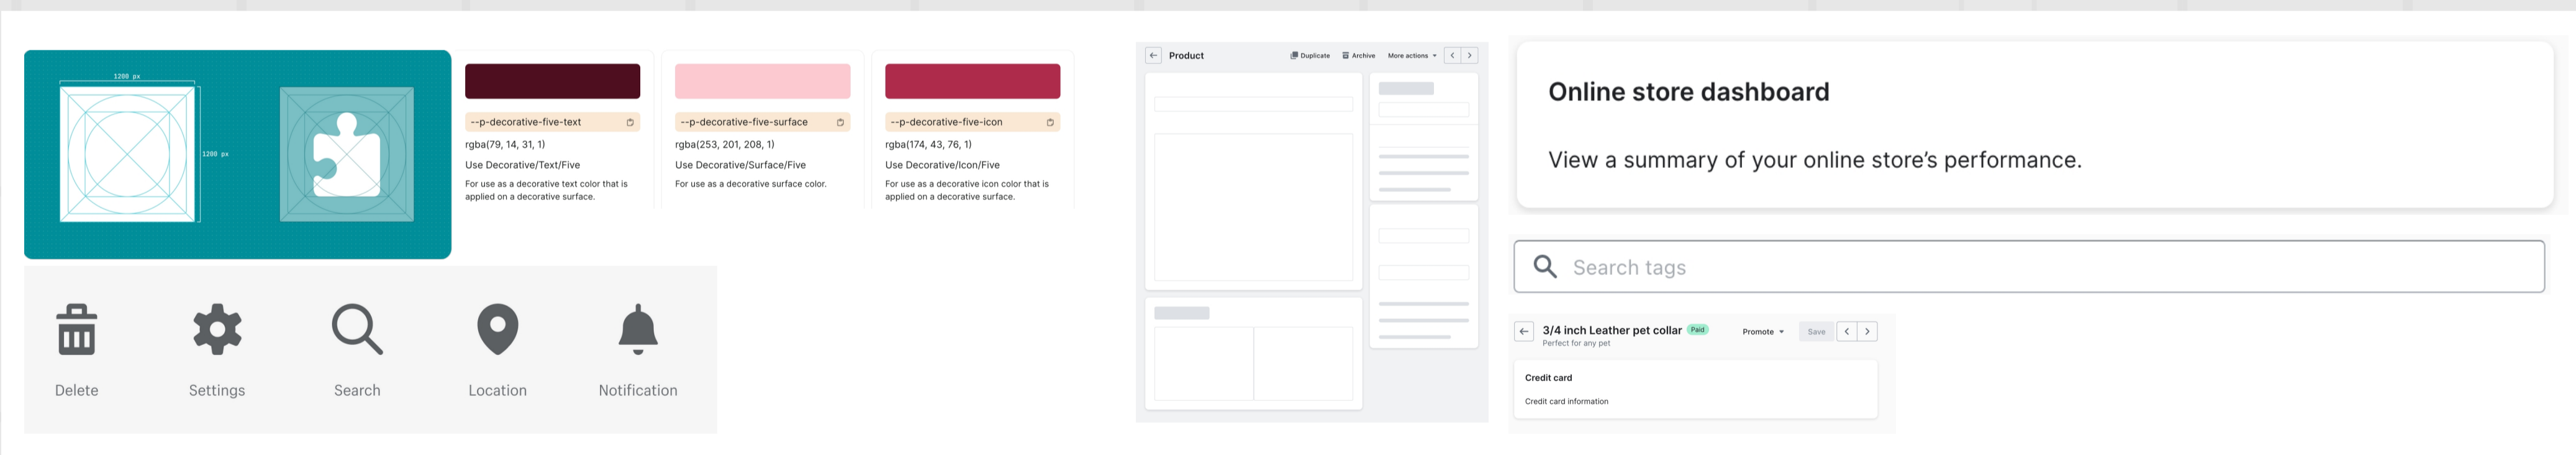 1200 px
1200 px
--p-decorative-five-text
rgba(79, 14, 31, 1)
Use Decorative/Text/Five
For use as a decorative text color that is
applied on a decorative surface.
--p-decorative-five-surface
rgba(253, 201, 208, 1)
Use Decorative/Surface/Five
For use as a decorative surface color.
--p-decorative-five-icon
rgba(174, 43, 76, 1)
Use Decorative/Icon/Five
For use as a decorative icon color that is
applied on a decorative surface.
Delete
Settings
Search
Location
Notification
Product
Duplicate
Archive
More actions
Online store dashboard
View a summary of your online store’s performance.
Search tags
3/4 inch Leather pet collar
Paid
Perfect for any pet
Promote
Save
Credit card
Credit card information